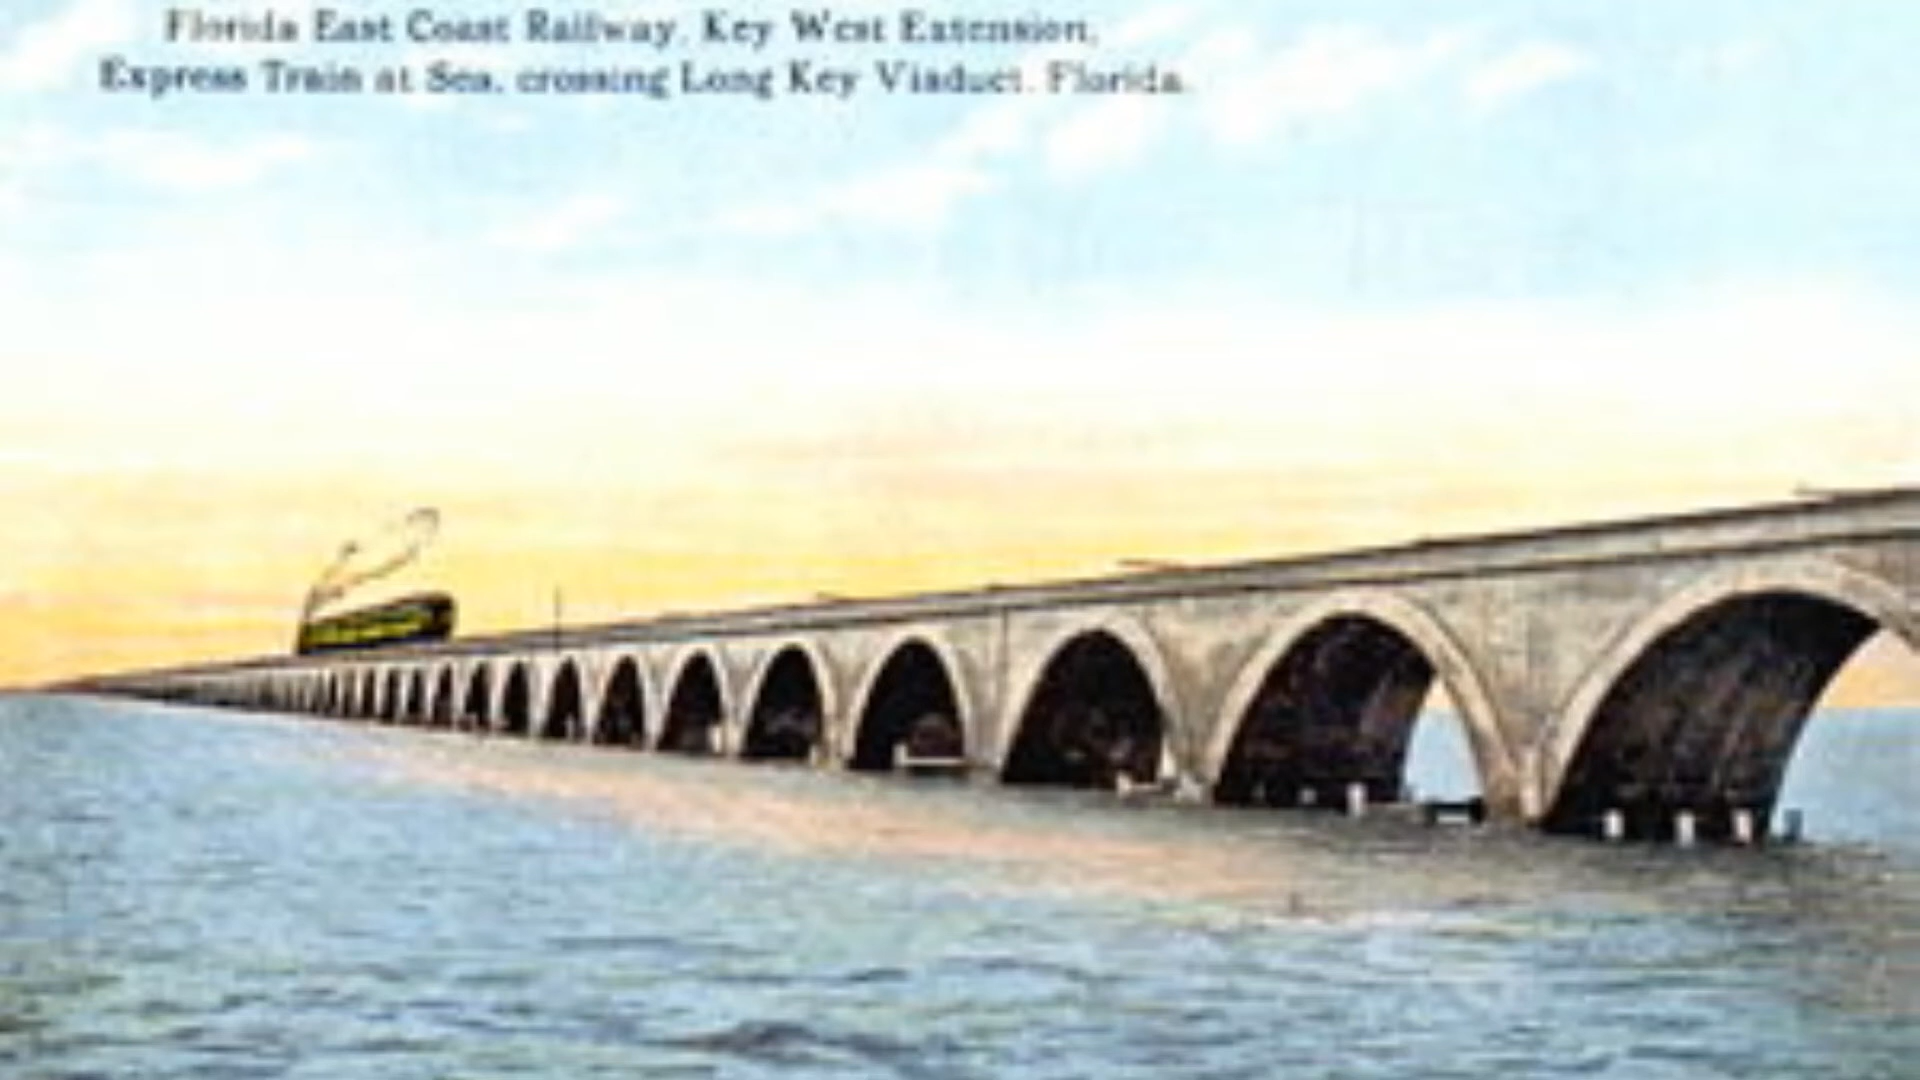 Florida East Coast Railway, Key West Extension,
Express Train at Sea, crossing Long Key Viaduct, Florida.